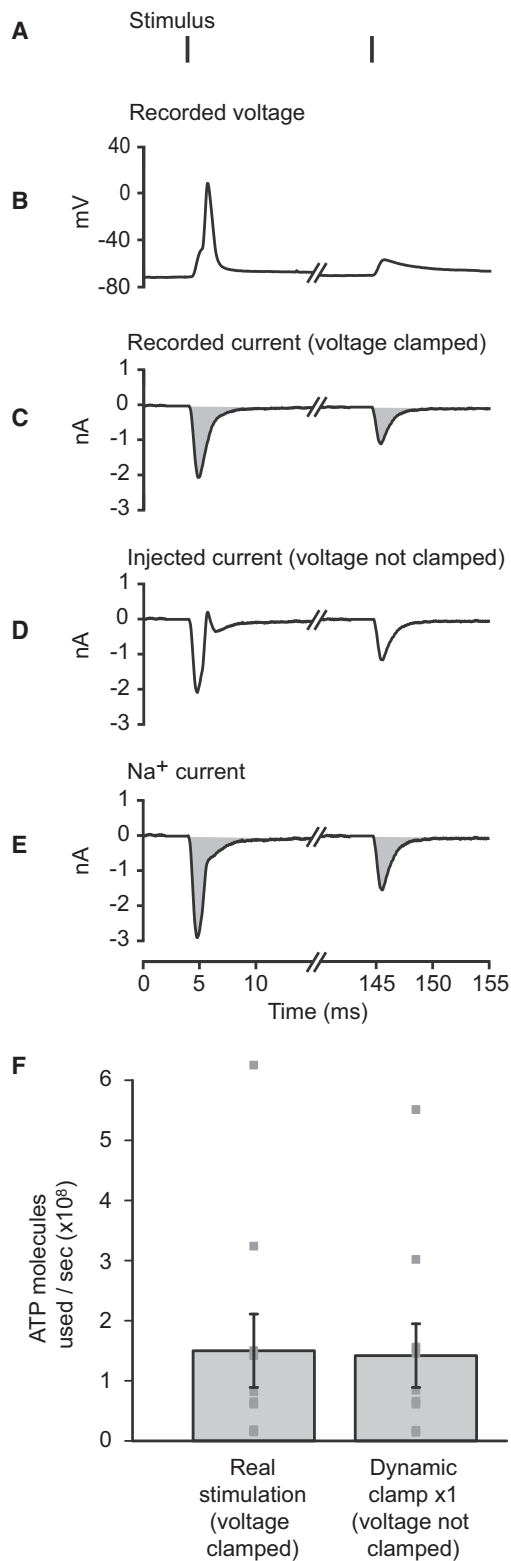 A
Stimulus
Recorded voltage
B
mV
40
0
-40
-80
Recorded current (voltage clamped)
C
nA
1
0
-1
-2
-3
Injected current (voltage not clamped)
D
nA
1
0
-1
-2
-3
Na+ current
E
nA
1
0
-1
-2
-3
0 5 10 145 150 155
Time (ms)
F
ATP molecules
used / sec (x10⁸)
6
5
4
3
2
1
0
Real
stimulation
(voltage
clamped)
Dynamic
clamp x1
(voltage not
clamped)